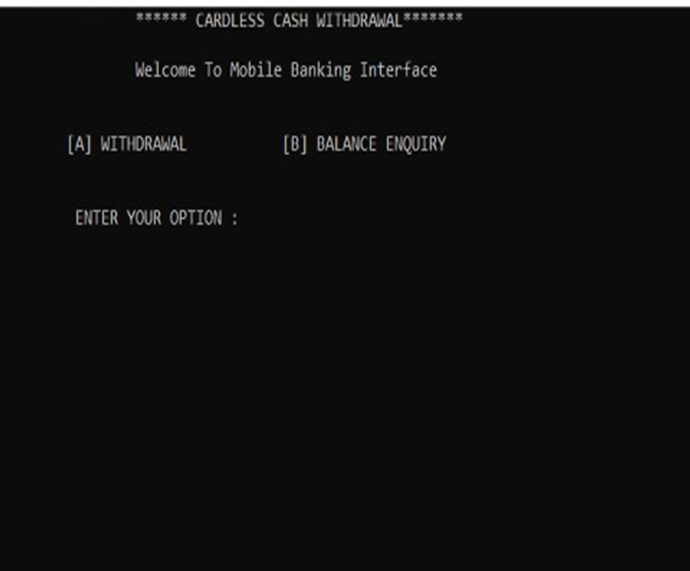 ****** CARDLESS CASH WITHDRAWAL*******
Welcome To Mobile Banking Interface
[A] WITHDRAWAL [B] BALANCE ENQUIRY
ENTER YOUR OPTION :